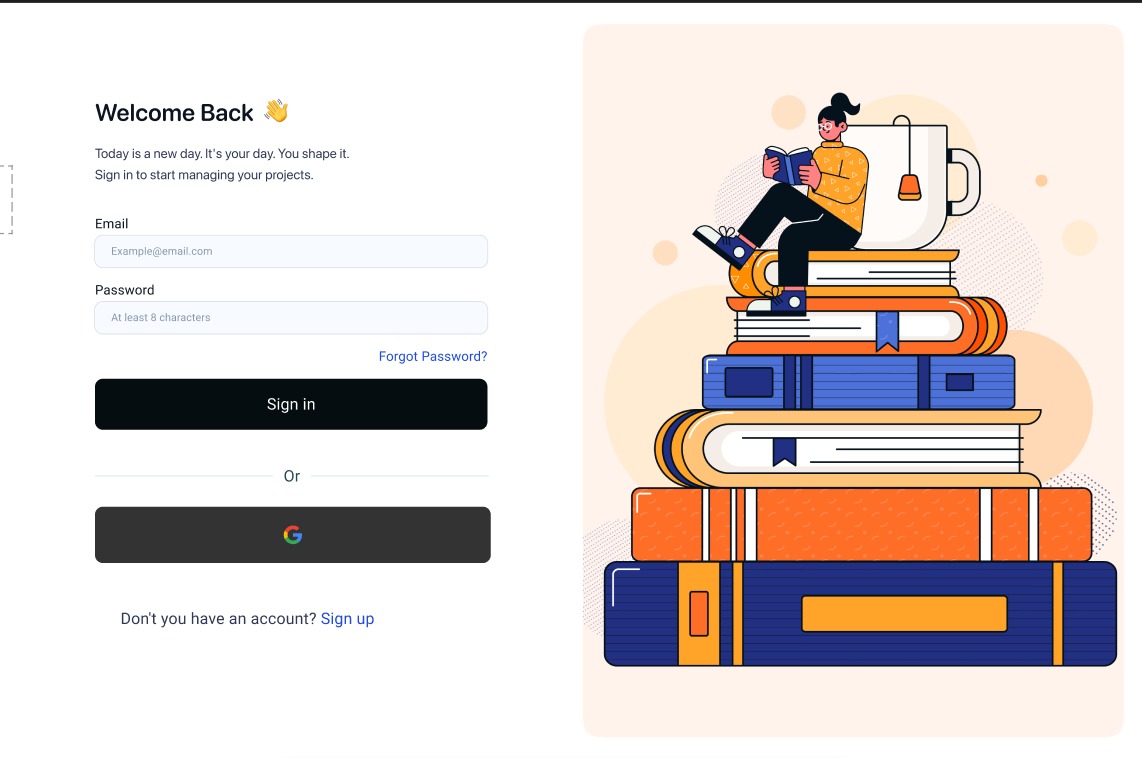 Welcome Back 👋
Today is a new day. It's your day. You shape it.
Sign in to start managing your projects.
Email
Example@email.com
Password
At least 8 characters
Forgot Password?
Sign in
Or
Don't you have an account? Sign up